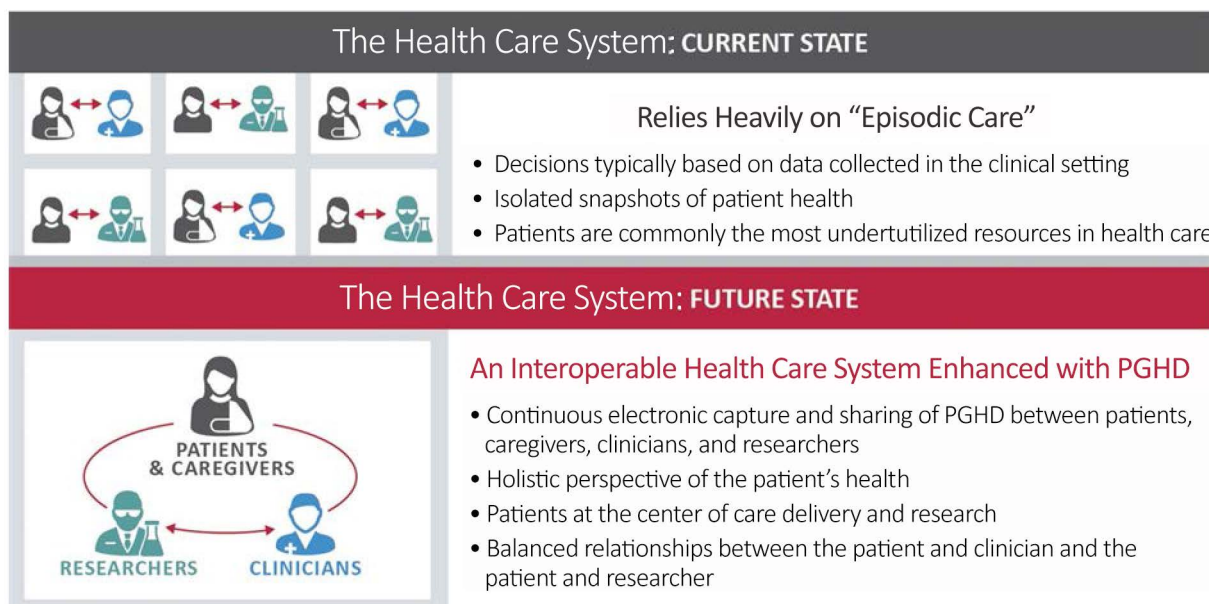 The Health Care System: CURRENT STATE
Relies Heavily on “Episodic Care”
• Decisions typically based on data collected in the clinical setting
• Isolated snapshots of patient health
• Patients are commonly the most undertutilized resources in health care
The Health Care System: FUTURE STATE
PATIENTS
& CAREGIVERS
RESEARCHERS
CLINICIANS
An Interoperable Health Care System Enhanced with PGHD
• Continuous electronic capture and sharing of PGHD between patients,
caregivers, clinicians, and researchers
• Holistic perspective of the patient’s health
• Patients at the center of care delivery and research
• Balanced relationships between the patient and clinician and the
patient and researcher